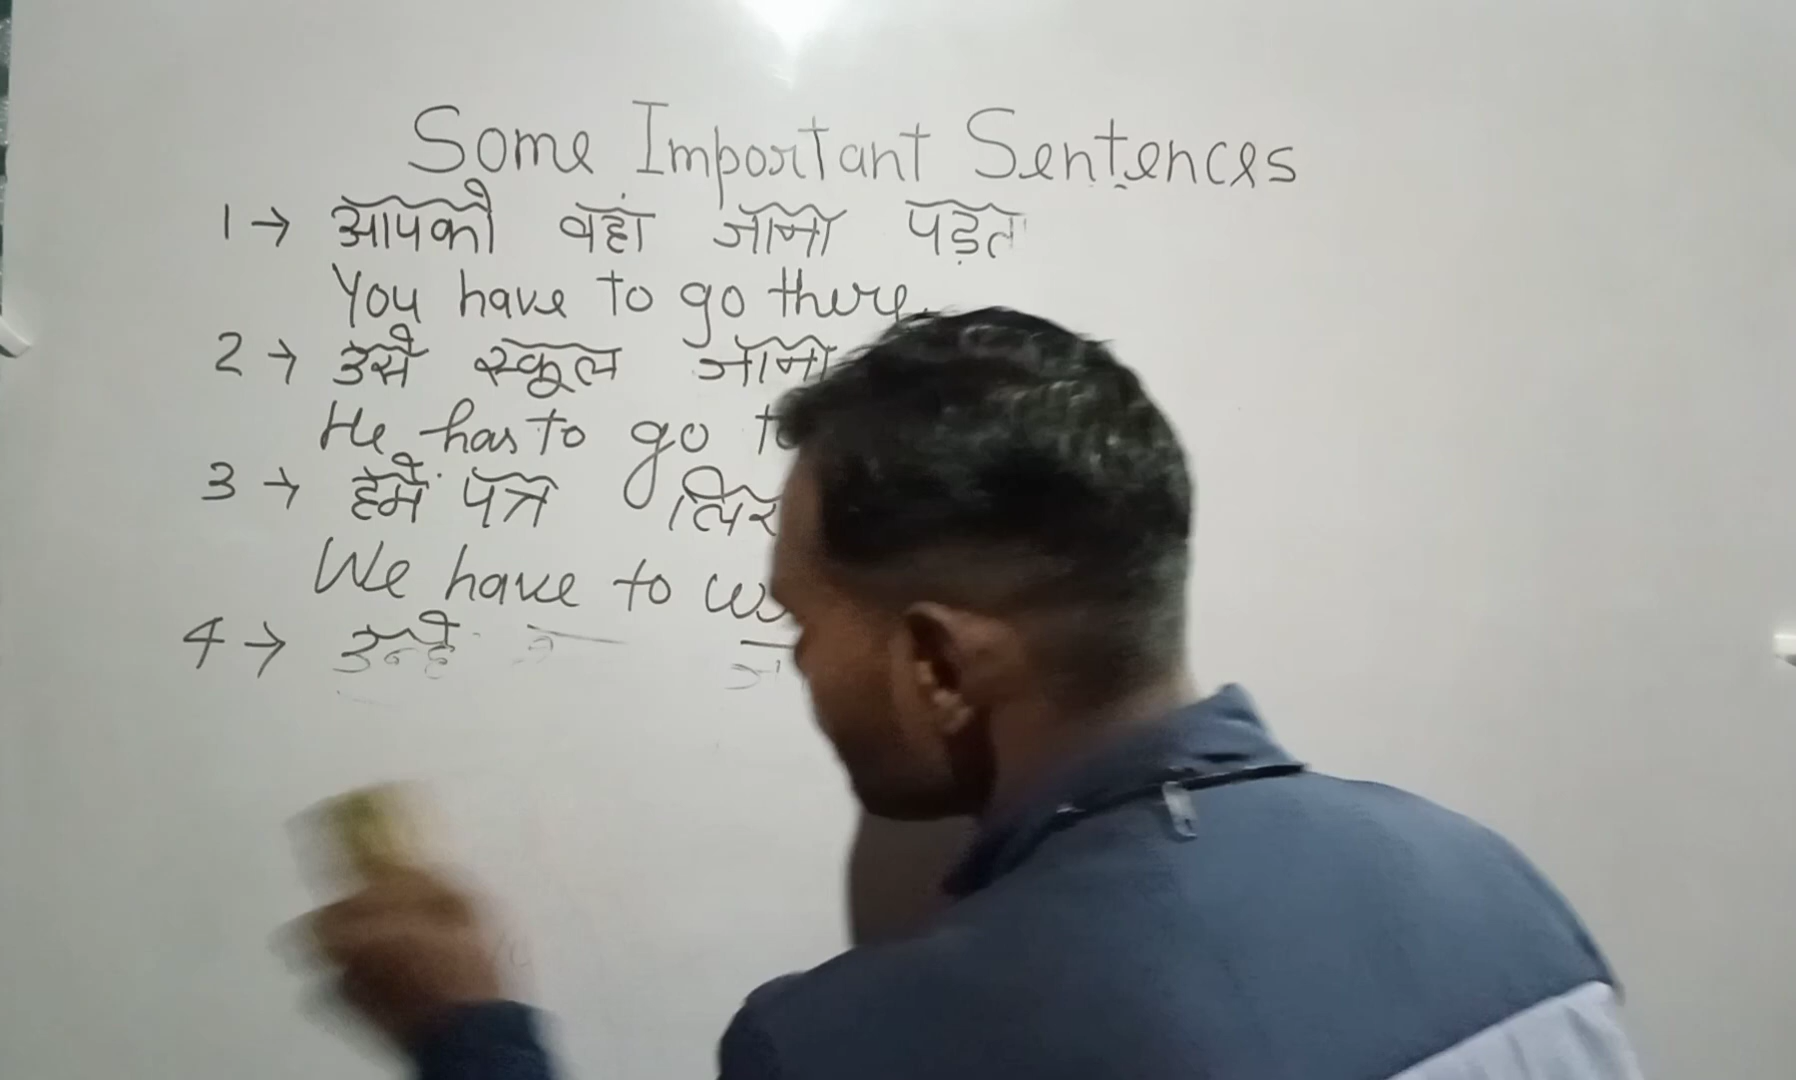 Some Important Sentences
1 → आपको वहां जाना पड़ता
You have to go there.
2 → उसे स्कूल जाना
He has to go to
3 → हमें पत्र
We have to
4 → उन्हें